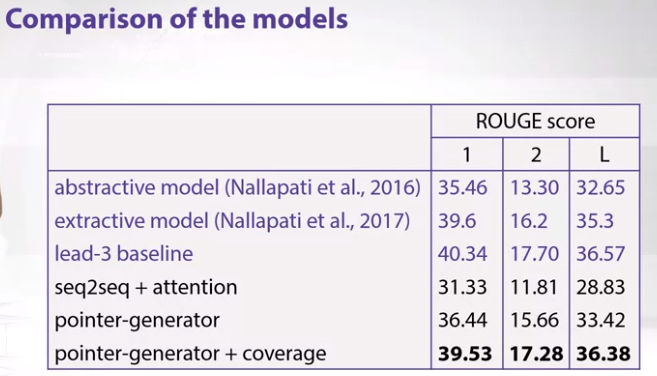 Comparison of the models
ROUGE score
1 2 L
abstractive model (Nallapati et al., 2016) 35.46 13.30 32.65
extractive model (Nallapati et al., 2017) 39.6 16.2 35.3
lead-3 baseline 40.34 17.70 36.57
seq2seq + attention 31.33 11.81 28.83
pointer-generator 36.44 15.66 33.42
pointer-generator + coverage 39.53 17.28 36.38